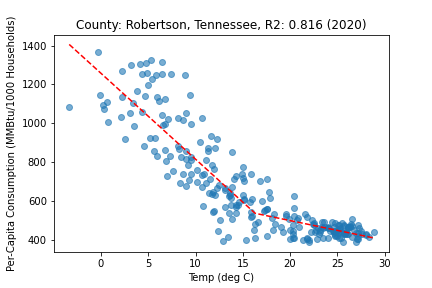 County: Robertson, Tennessee, R2: 0.816 (2020)
Per-Capita Consumption (MMBtu/1000 Households)
1400
1200
1000
800
600
400
0 5 10 15 20 25 30
Temp (deg C)